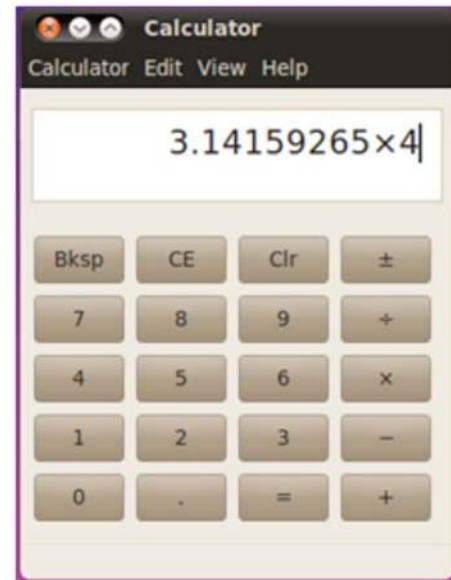 Calculator
Calculator Edit View Help
3.14159265×4
Bksp CE Clr ±
7 8 9 ÷
4 5 6 ×
1 2 3 −
0 . = +